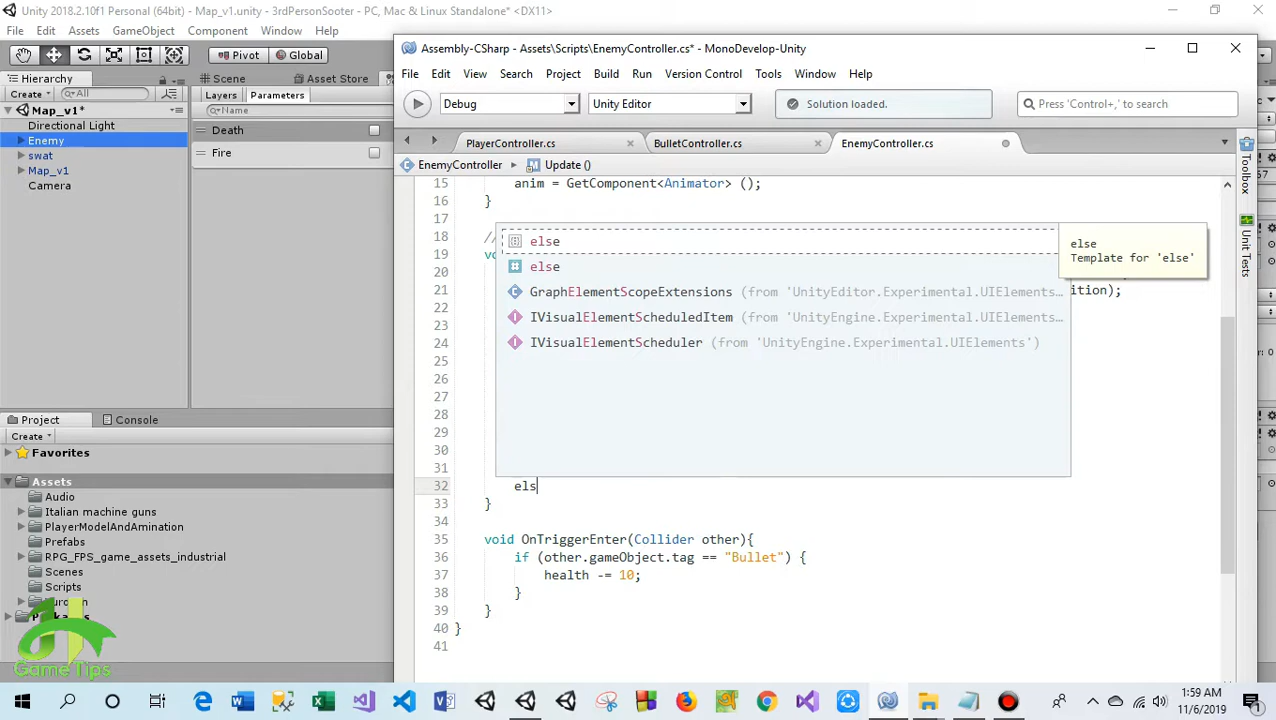 Unity 2018.2.10f1 Personal (64bit) - Map_v1.unity - 3rdPersonSooter - PC, Mac & Linux Standalone* <DX11>
File Edit Assets GameObject Component Window Help
Pivot Global
Hierarchy Scene Asset Store
Create All Layers Parameters
Map_v1* Name
Directional Light Death
Enemy
Fire
swat
Map_v1
Camera
Project Console
Create
Favorites
Assets
Audio
Italian machine guns
PlayerModelAndAmination
Prefabs
RPG_FPS_game_assets_industrial
Scenes
Scripts
Game Tips
Assembly-CSharp - Assets\Scripts\EnemyController.cs* - MonoDevelop-Unity
File Edit View Search Project Build Run Version Control Tools Window Help
Debug Unity Editor Solution loaded. Press 'Control+,' to search
PlayerController.cs BulletController.cs EnemyController.cs
EnemyController Update ()
15 anim = GetComponent<Animator> ();
16 }
17
18 //
19
20
21 ition);
22
23
24
25
26
27
28
29
30
31
32 els
33 }
34
35 void OnTriggerEnter(Collider other){
36 if (other.gameObject.tag == "Bullet") {
37 health -= 10;
38 }
39 }
40 }
41
else
else
GraphElementScopeExtensions (from 'UnityEditor.Experimental.UIElements...
IVisualElementScheduledItem (from 'UnityEngine.Experimental.UIElements...
IVisualElementScheduler (from 'UnityEngine.Experimental.UIElements')
else
Template for 'else'
Toolbox
Unit Tests
1:59 AM
11/6/2019